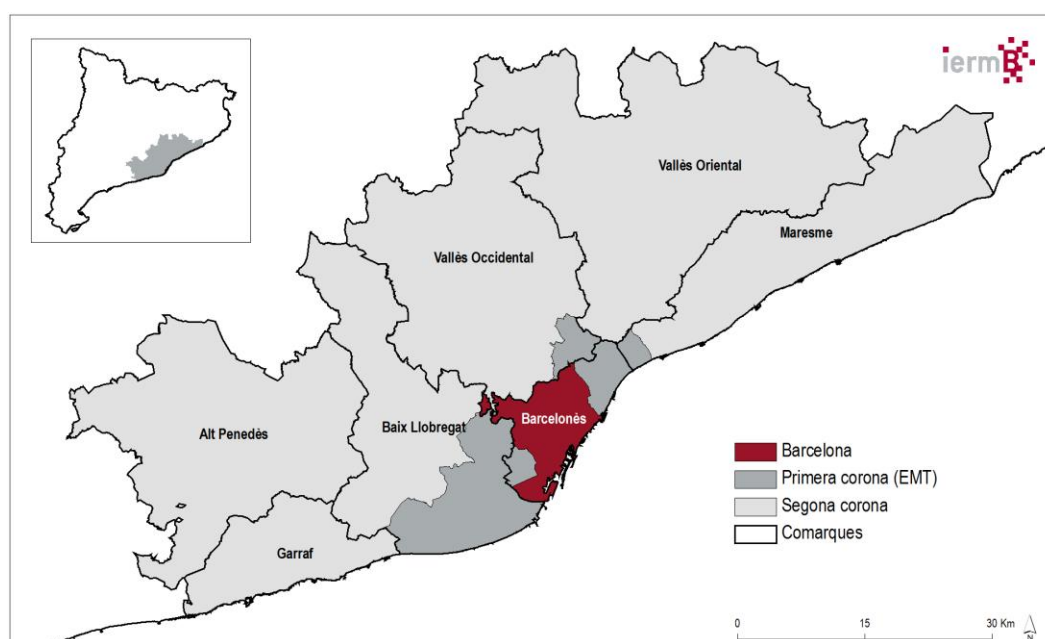 iermB
Vallès Oriental
Maresme
Vallès Occidental
Alt Penedès
Baix Llobregat
Barcelonès
Garraf
Barcelona
Primera corona (EMT)
Segona corona
Comarques
0 15 30 Km
N